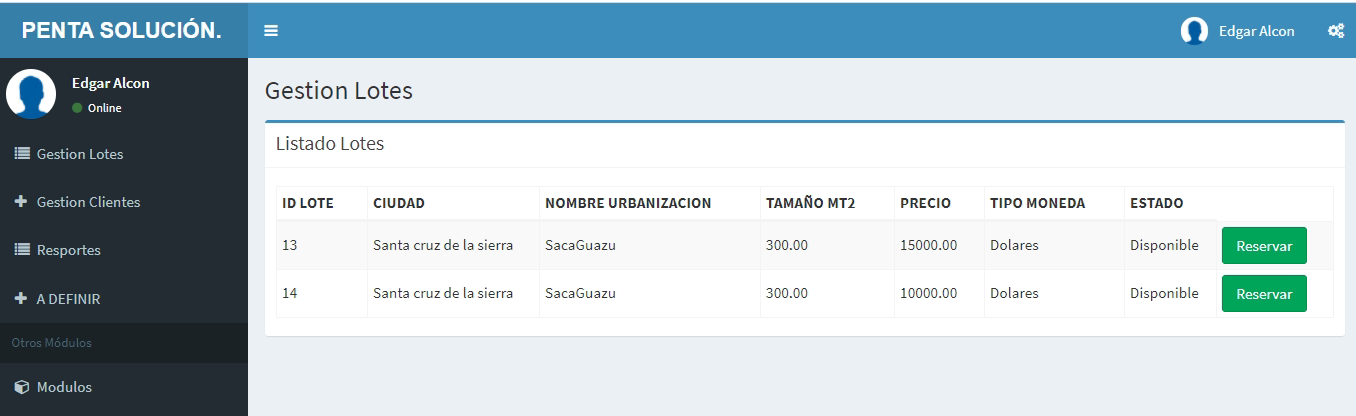 PENTA SOLUCIÓN.
Edgar Alcon
Edgar Alcon
Online
Gestion Lotes
Gestion Clientes
Resportes
A DEFINIR
Otros Módulos
Modulos
Gestion Lotes
Listado Lotes
ID LOTE CIUDAD NOMBRE URBANIZACION TAMAÑO MT2 PRECIO TIPO MONEDA ESTADO
13 Santa cruz de la sierra SacaGuazu 300.00 15000.00 Dolares Disponible Reservar
14 Santa cruz de la sierra SacaGuazu 300.00 10000.00 Dolares Disponible Reservar